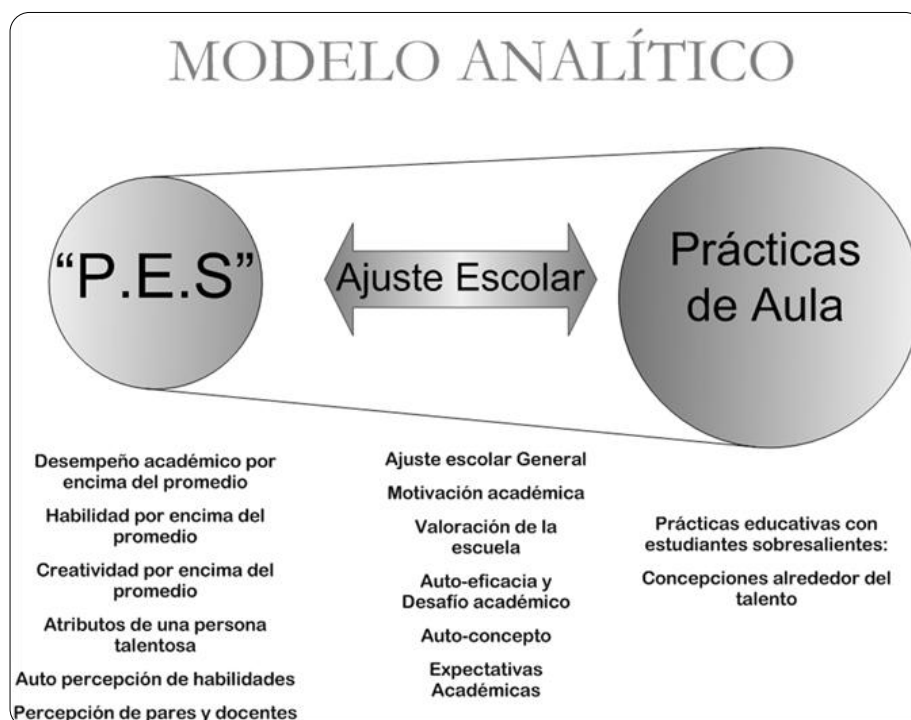 MODELO ANALÍTICO
“P.E.S”
Ajuste Escolar
Prácticas
de Aula
Desempeño académico por
encima del promedio
Habilidad por encima del
promedio
Creatividad por encima del
promedio
Atributos de una persona
talentosa
Auto percepción de habilidades
Percepción de pares y docentes
Ajuste escolar General
Motivación académica
Valoración de la
escuela
Auto-eficacia y
Desafío académico
Auto-concepto
Expectativas
Académicas
Prácticas educativas con
estudiantes sobresalientes:
Concepciones alrededor del
talento